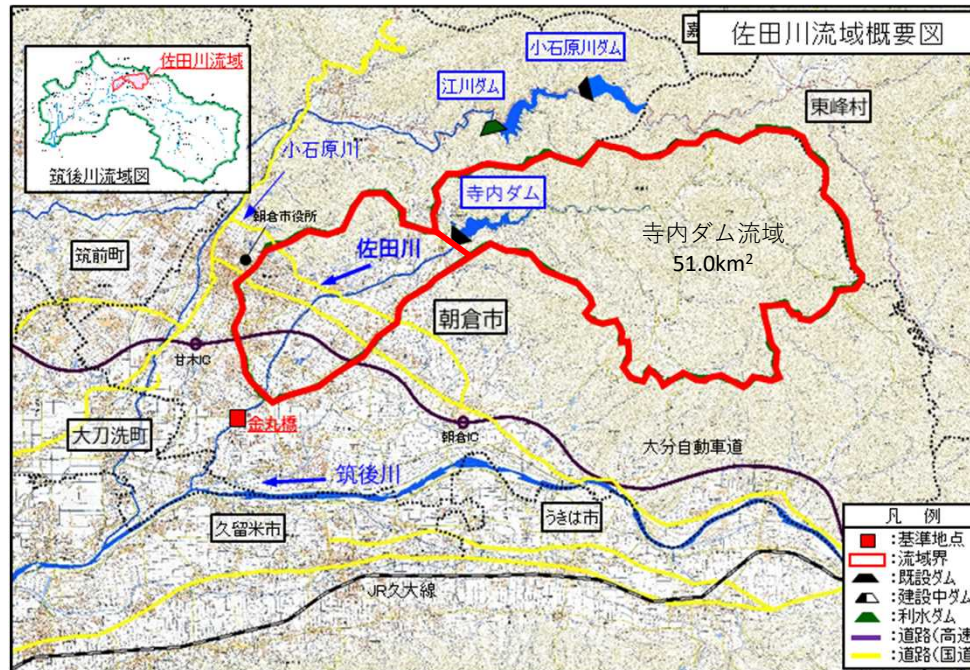 佐田川流域概要図
佐田川流域
筑後川流域図
小石原川ダム
江川ダム
東峰村
小石原川
寺内ダム
朝倉市役所
筑前町
佐田川
寺内ダム流域
51.0km²
朝倉市
甘木IC
大刀洗町
金丸橋
朝倉IC
大分自動車道
筑後川
久留米市
うきは市
JR久大線
凡例
:基準地点
:流域界
:既設ダム
:建設中ダム
:利水ダム
:道路(高速
:道路(国道